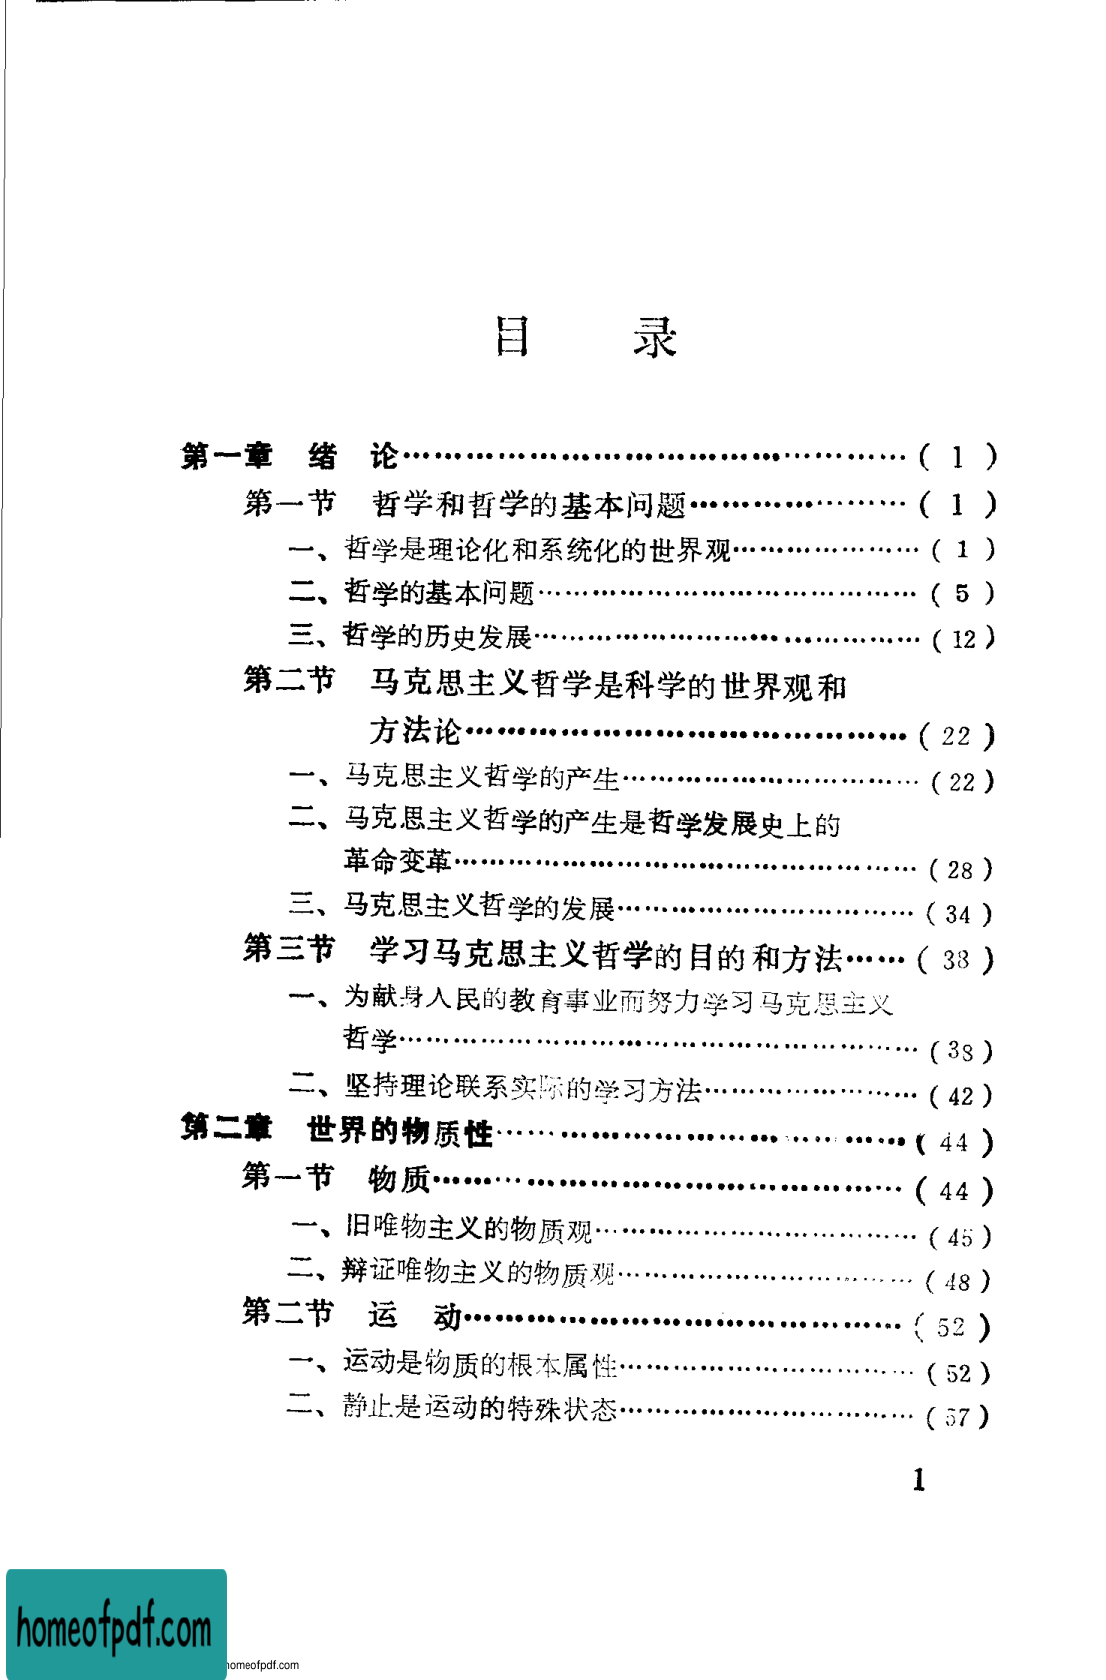 目 录
第一章 绪 论……………………………………………( 1 )
第一节 哲学和哲学的基本问题…………………( 1 )
一、哲学是理论化和系统化的世界观………………( 1 )
二、哲学的基本问题…………………………………( 5 )
三、哲学的历史发展…………………………………(12)
第二节 马克思主义哲学是科学的世界观和
方法论……………………………………( 22 )
一、马克思主义哲学的产生…………………………( 22 )
二、马克思主义哲学的产生是哲学发展史上的
革命变革…………………………………………( 28 )
三、马克思主义哲学的发展…………………………( 34 )
第三节 学习马克思主义哲学的目的和方法……( 38 )
一、为献身人民的教育事业而努力学习马克思主义
哲学………………………………………………( 38 )
二、坚持理论联系实际的学习方法…………………( 42 )
第二章 世界的物质性……………………………………( 44 )
第一节 物质………………………………………( 44 )
一、旧唯物主义的物质观……………………………( 45 )
二、辩证唯物主义的物质观…………………………( 48 )
第二节 运 动……………………………………( 52 )
一、运动是物质的根本属性…………………………( 52 )
二、静止是运动的特殊状态…………………………( 57 )
1
homeofpdf.com
homeofpdf.com